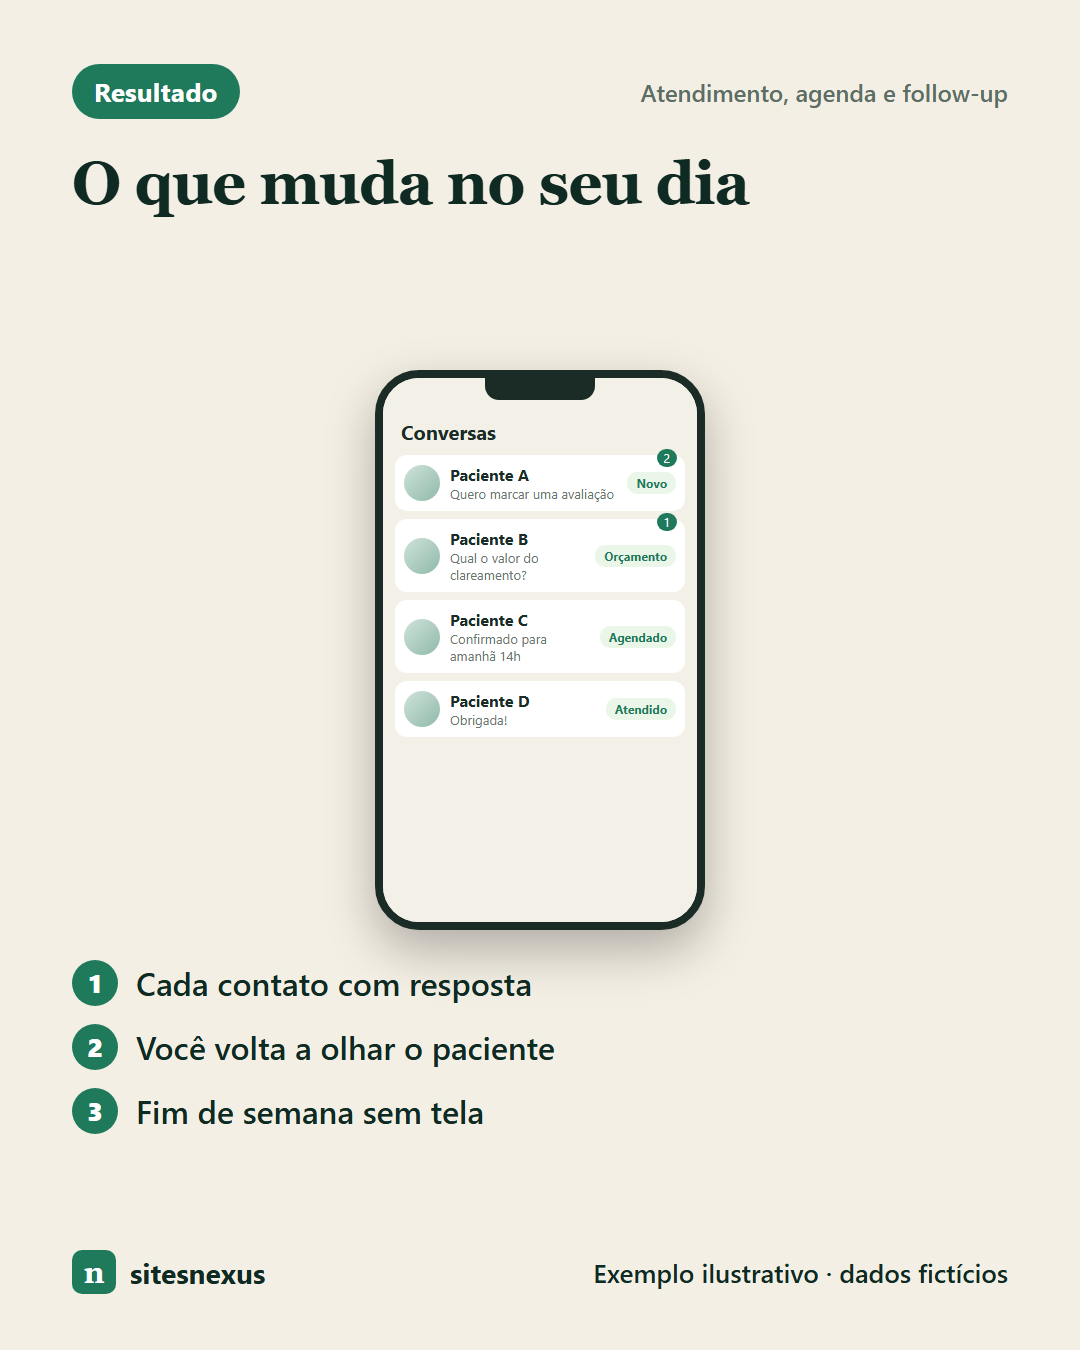 Resultado
Atendimento, agenda e follow-up
O que muda no seu dia
Conversas
2
Paciente A
Quero marcar uma avaliação
Novo
1
Paciente B
Qual o valor do
clareamento?
Orçamento
Paciente C
Confirmado para
amanhã 14h
Agendado
Paciente D
Obrigada!
Atendido
1 Cada contato com resposta
2 Você volta a olhar o paciente
3 Fim de semana sem tela
n sitesnexus
Exemplo ilustrativo · dados fictícios